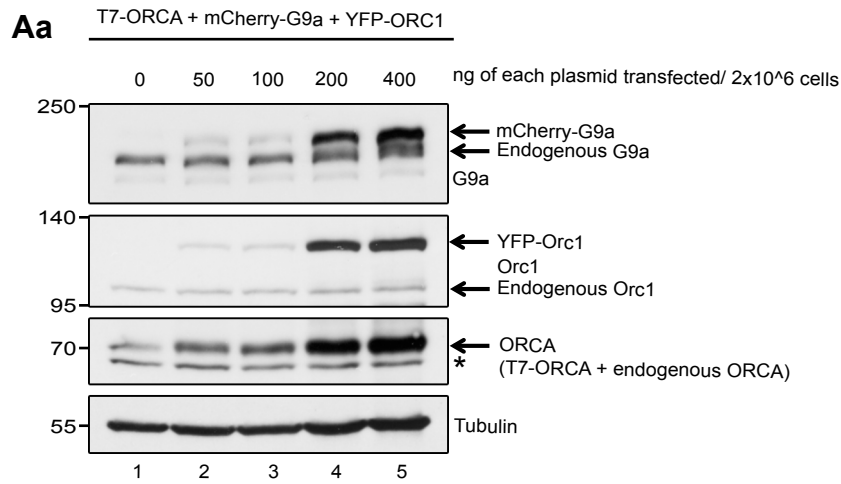 Aa
T7-ORCA + mCherry-G9a + YFP-ORC1
0 50 100 200 400 ng of each plasmid transfected/ 2x10^6 cells
250
mCherry-G9a
Endogenous G9a
G9a
140
YFP-Orc1
Orc1
Endogenous Orc1
95
70
ORCA
*
(T7-ORCA + endogenous ORCA)
55
Tubulin
1 2 3 4 5